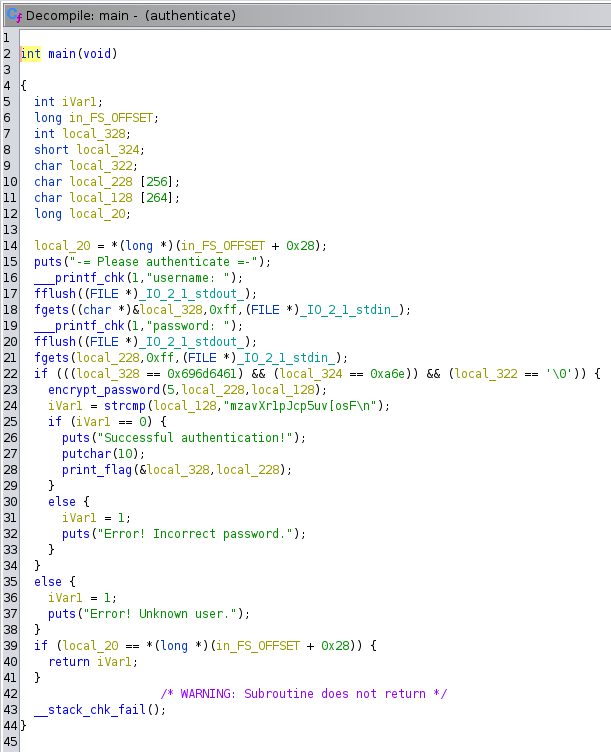 Decompile: main - (authenticate)
1
2 int main(void)
3
4 {
5 int iVar1;
6 long in_FS_OFFSET;
7 int local_328;
8 short local_324;
9 char local_322;
10 char local_228 [256];
11 char local_128 [264];
12 long local_20;
13
14 local_20 = *(long *)(in_FS_OFFSET + 0x28);
15 puts("-= Please authenticate =-");
16 ___printf_chk(1,"username: ");
17 fflush((FILE *)_IO_2_1_stdout_);
18 fgets((char *)&local_328,0xff,(FILE *)_IO_2_1_stdin_);
19 ___printf_chk(1,"password: ");
20 fflush((FILE *)_IO_2_1_stdout_);
21 fgets(local_228,0xff,(FILE *)_IO_2_1_stdin_);
22 if (((local_328 == 0x696d6461) && (local_324 == 0xa6e)) && (local_322 == '\0')) {
23 encrypt_password(5,local_228,local_128);
24 iVar1 = strcmp(local_128,"mzavXr1pJcp5uv[osF\n");
25 if (iVar1 == 0) {
26 puts("Successful authentication!");
27 putchar(10);
28 print_flag(&local_328,local_228);
29 }
30 else {
31 iVar1 = 1;
32 puts("Error! Incorrect password.");
33 }
34 }
35 else {
36 iVar1 = 1;
37 puts("Error! Unknown user.");
38 }
39 if (local_20 == *(long *)(in_FS_OFFSET + 0x28)) {
40 return iVar1;
41 }
42 /* WARNING: Subroutine does not return */
43 __stack_chk_fail();
44 }
45